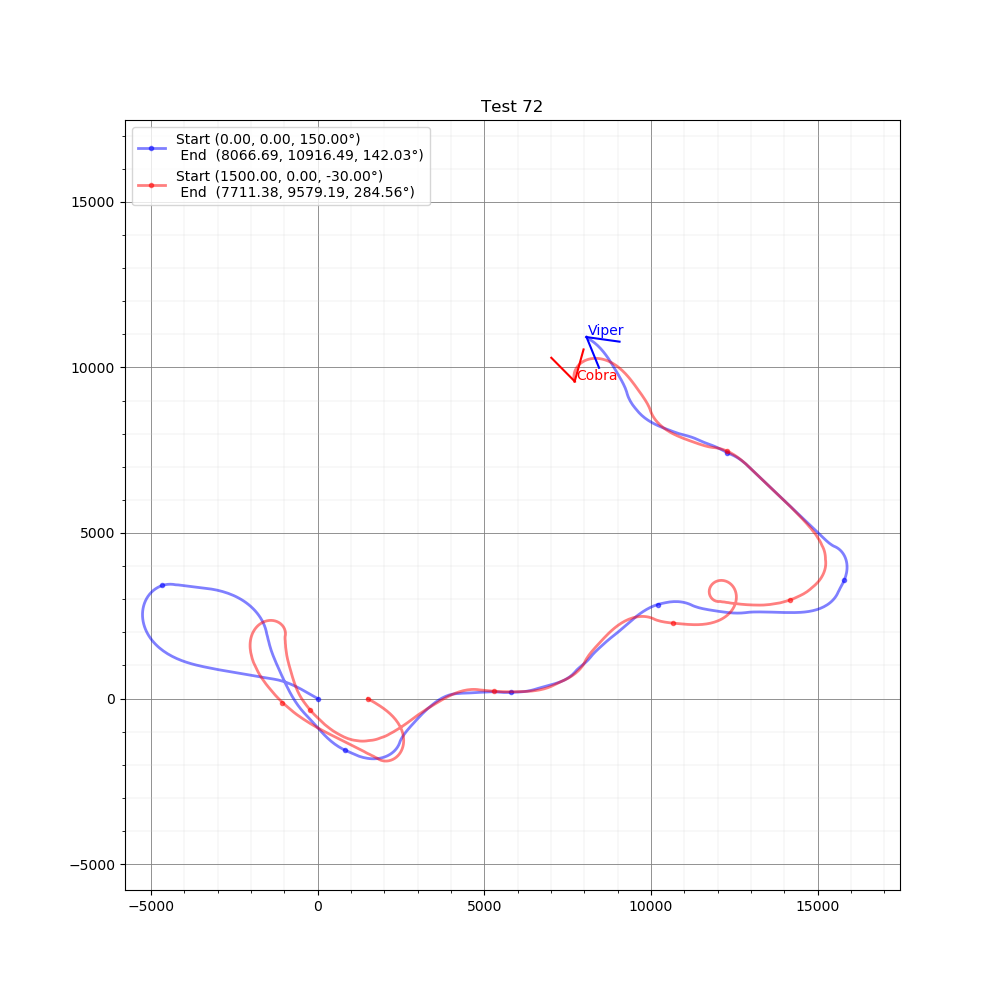 Test 72
Start (0.00, 0.00, 150.00°)
End (8066.69, 10916.49, 142.03°)
Start (1500.00, 0.00, -30.00°)
End (7711.38, 9579.19, 284.56°)
15000
10000
5000
0
−5000
Viper
Cobra
−5000 0 5000 10000 15000